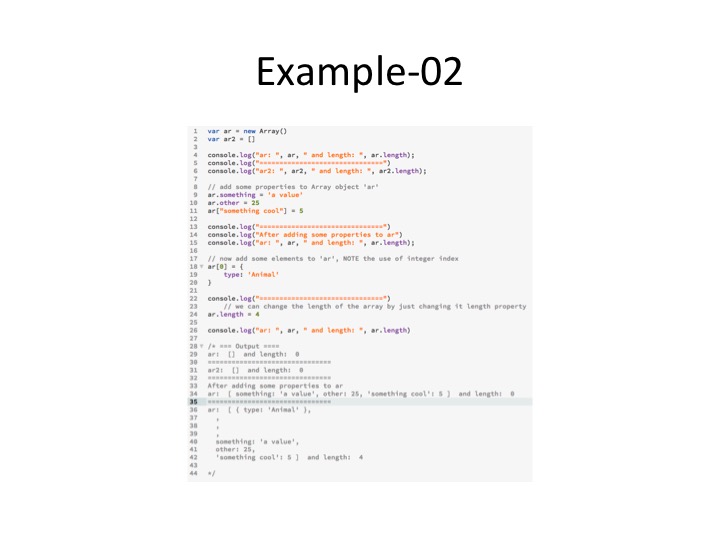 Example-02
1 var ar = new Array()
2 var ar2 = []
3
4 console.log("ar: ", ar, " and length: ", ar.length);
5 console.log("===============================")
6 console.log("ar2: ", ar2, " and length: ", ar2.length);
7
8 // add some properties to Array object 'ar'
9 ar.something = 'a value'
10 ar.other = 25
11 ar["something cool"] = 5
12
13 console.log("===============================")
14 console.log("After adding some properties to ar")
15 console.log("ar: ", ar, " and length: ", ar.length);
16
17 // now add some elements to 'ar', NOTE the use of integer index
18 ar[0] = {
19 type: 'Animal'
20 }
21
22 console.log("===============================")
23 // we can change the length of the array by just changing it length property
24 ar.length = 4
25
26 console.log("ar: ", ar, " and length: ", ar.length)
27
28 /* === Output ====
29 ar: [] and length: 0
30 ===============================
31 ar2: [] and length: 0
32 ===============================
33 After adding some properties to ar
34 ar: [ something: 'a value', other: 25, 'something cool': 5 ] and length: 0
35 ===============================
36 ar: [ { type: 'Animal' },
37 ,
38 ,
39 ,
40 something: 'a value',
41 other: 25,
42 'something cool': 5 ] and length: 4
43
44 */